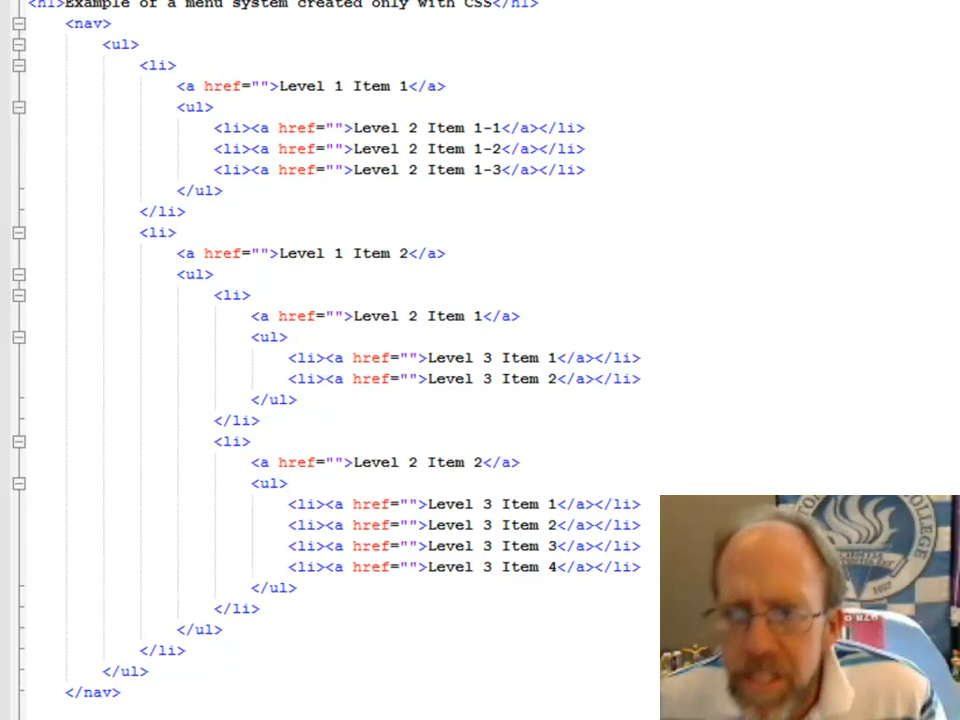 <h1>Example of a menu system created only with CSS</h1>
<nav>
<ul>
<li>
<a href="">Level 1 Item 1</a>
<ul>
<li><a href="">Level 2 Item 1-1</a></li>
<li><a href="">Level 2 Item 1-2</a></li>
<li><a href="">Level 2 Item 1-3</a></li>
</ul>
</li>
<li>
<a href="">Level 1 Item 2</a>
<ul>
<li>
<a href="">Level 2 Item 1</a>
<ul>
<li><a href="">Level 3 Item 1</a></li>
<li><a href="">Level 3 Item 2</a></li>
</ul>
</li>
<li>
<a href="">Level 2 Item 2</a>
<ul>
<li><a href="">Level 3 Item 1</a></li>
<li><a href="">Level 3 Item 2</a></li>
<li><a href="">Level 3 Item 3</a></li>
<li><a href="">Level 3 Item 4</a></li>
</ul>
</li>
</ul>
</li>
</ul>
</nav>
COLLEGE